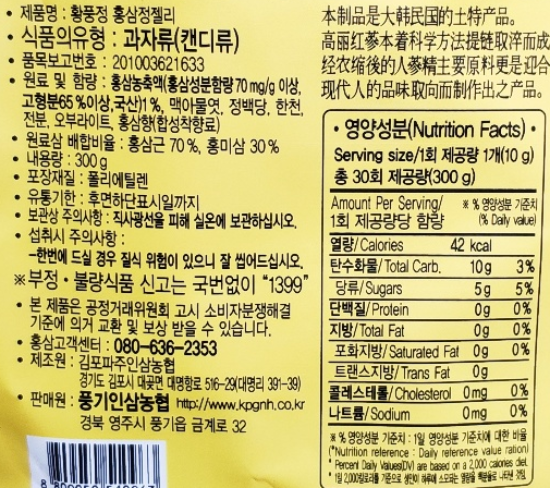 • 제품명 : 황풍정 홍삼정젤리
• 식품의유형 : 과자류(캔디류)
• 품목보고번호 : 201003621633
• 원료 및 함량 : 홍삼농축액(홍삼성분함량 70 mg/g 이상,
고형분65%이상,국산)1%, 맥아물엿, 정백당, 한천,
전분, 오부라이트, 홍삼향(합성착향료)
• 원료삼 배합비율 : 홍삼근 70%, 홍미삼 30%
• 내용량 : 300g
• 포장재질 : 폴리에틸렌
• 유통기한 : 후면하단표시일까지
• 보관상 주의사항 : 직사광선을 피해 실온에 보관하십시오.
• 섭취시 주의사항 :
-한번에 드실 경우 질식 위험이 있으니 잘 씹어드십시오.
※부정·불량식품 신고는 국번없이 "1399"
• 본 제품은 공정거래위원회 고시 소비자분쟁해결
기준에 의거 교환 및 보상 받을 수 있습니다.
• 홍삼고객센터 : 080-636-2353
• 제조원 : 김포파주인삼농협
경기도 김포시 대곶면 대명항로 516-29(대명리 391-39)
• 판매원 : 풍기인삼농협 http://www.kpgnh.co.kr
경북 영주시 풍기읍 금계로 32
本制品是大韩民国的土特产品。
高丽红蔘本着科学方法提链取淬而成
经农缩後的人蔘精主要原料更是迎合
现代人的品味取向而制作出之产品。
• 영양성분(Nutrition Facts) •
Serving size/1회 제공량 1개(10 g)
총 30회 제공량(300 g)
Amount Per Serving/ ※ % 영양성분 기준치
1회 제공량당 함량 (% Daily value)
열량/Calories 42 kcal
탄수화물/Total Carb. 10g 3%
당류/Sugars 5g 5%
단백질/Protein 0g 0%
지방/Total Fat 0g 0%
포화지방/Saturated Fat 0g 0%
트랜스지방/Trans Fat 0g
콜레스테롤/Cholesterol 0mg 0%
나트륨/Sodium 0mg 0%
※ % 영양성분 기준치 : 1일 영양성분 기준치에 대한 비율
(*Nutrition reference : Daily reference value ration)
* Percent Daily Values(DV) are based on a 2,000 calories diet.